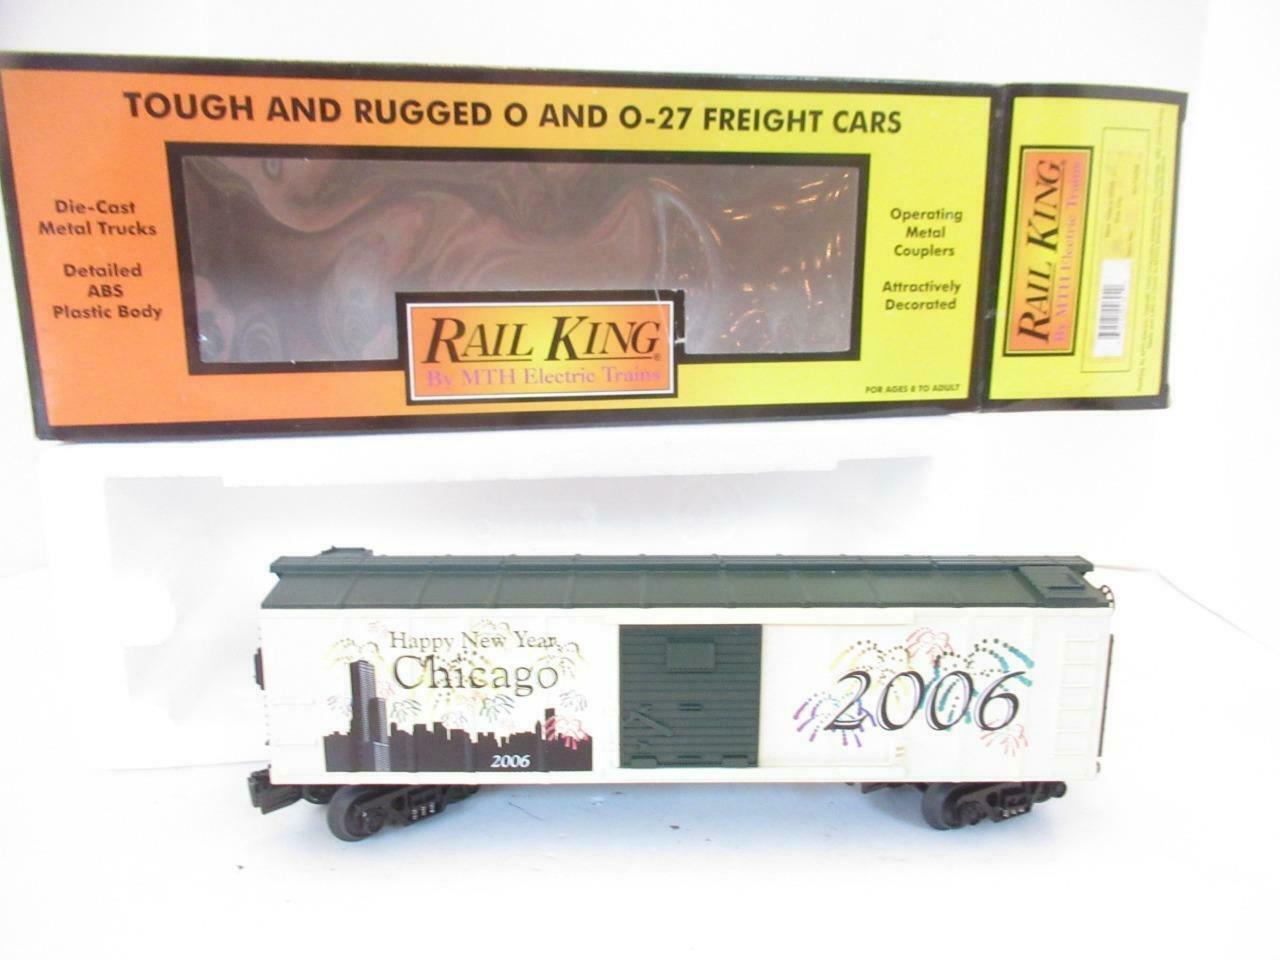 TOUGH AND RUGGED O AND O-27 FREIGHT CARS
Die-Cast
Metal Trucks
Detailed
ABS
Plastic Body
Operating
Metal
Couplers
Attractively
Decorated
RAIL KING®
By MTH Electric Trains
FOR AGES 8 TO ADULT
RAIL KING®
By MTH Electric Trains
Happy New Year
Chicago
2006
2006